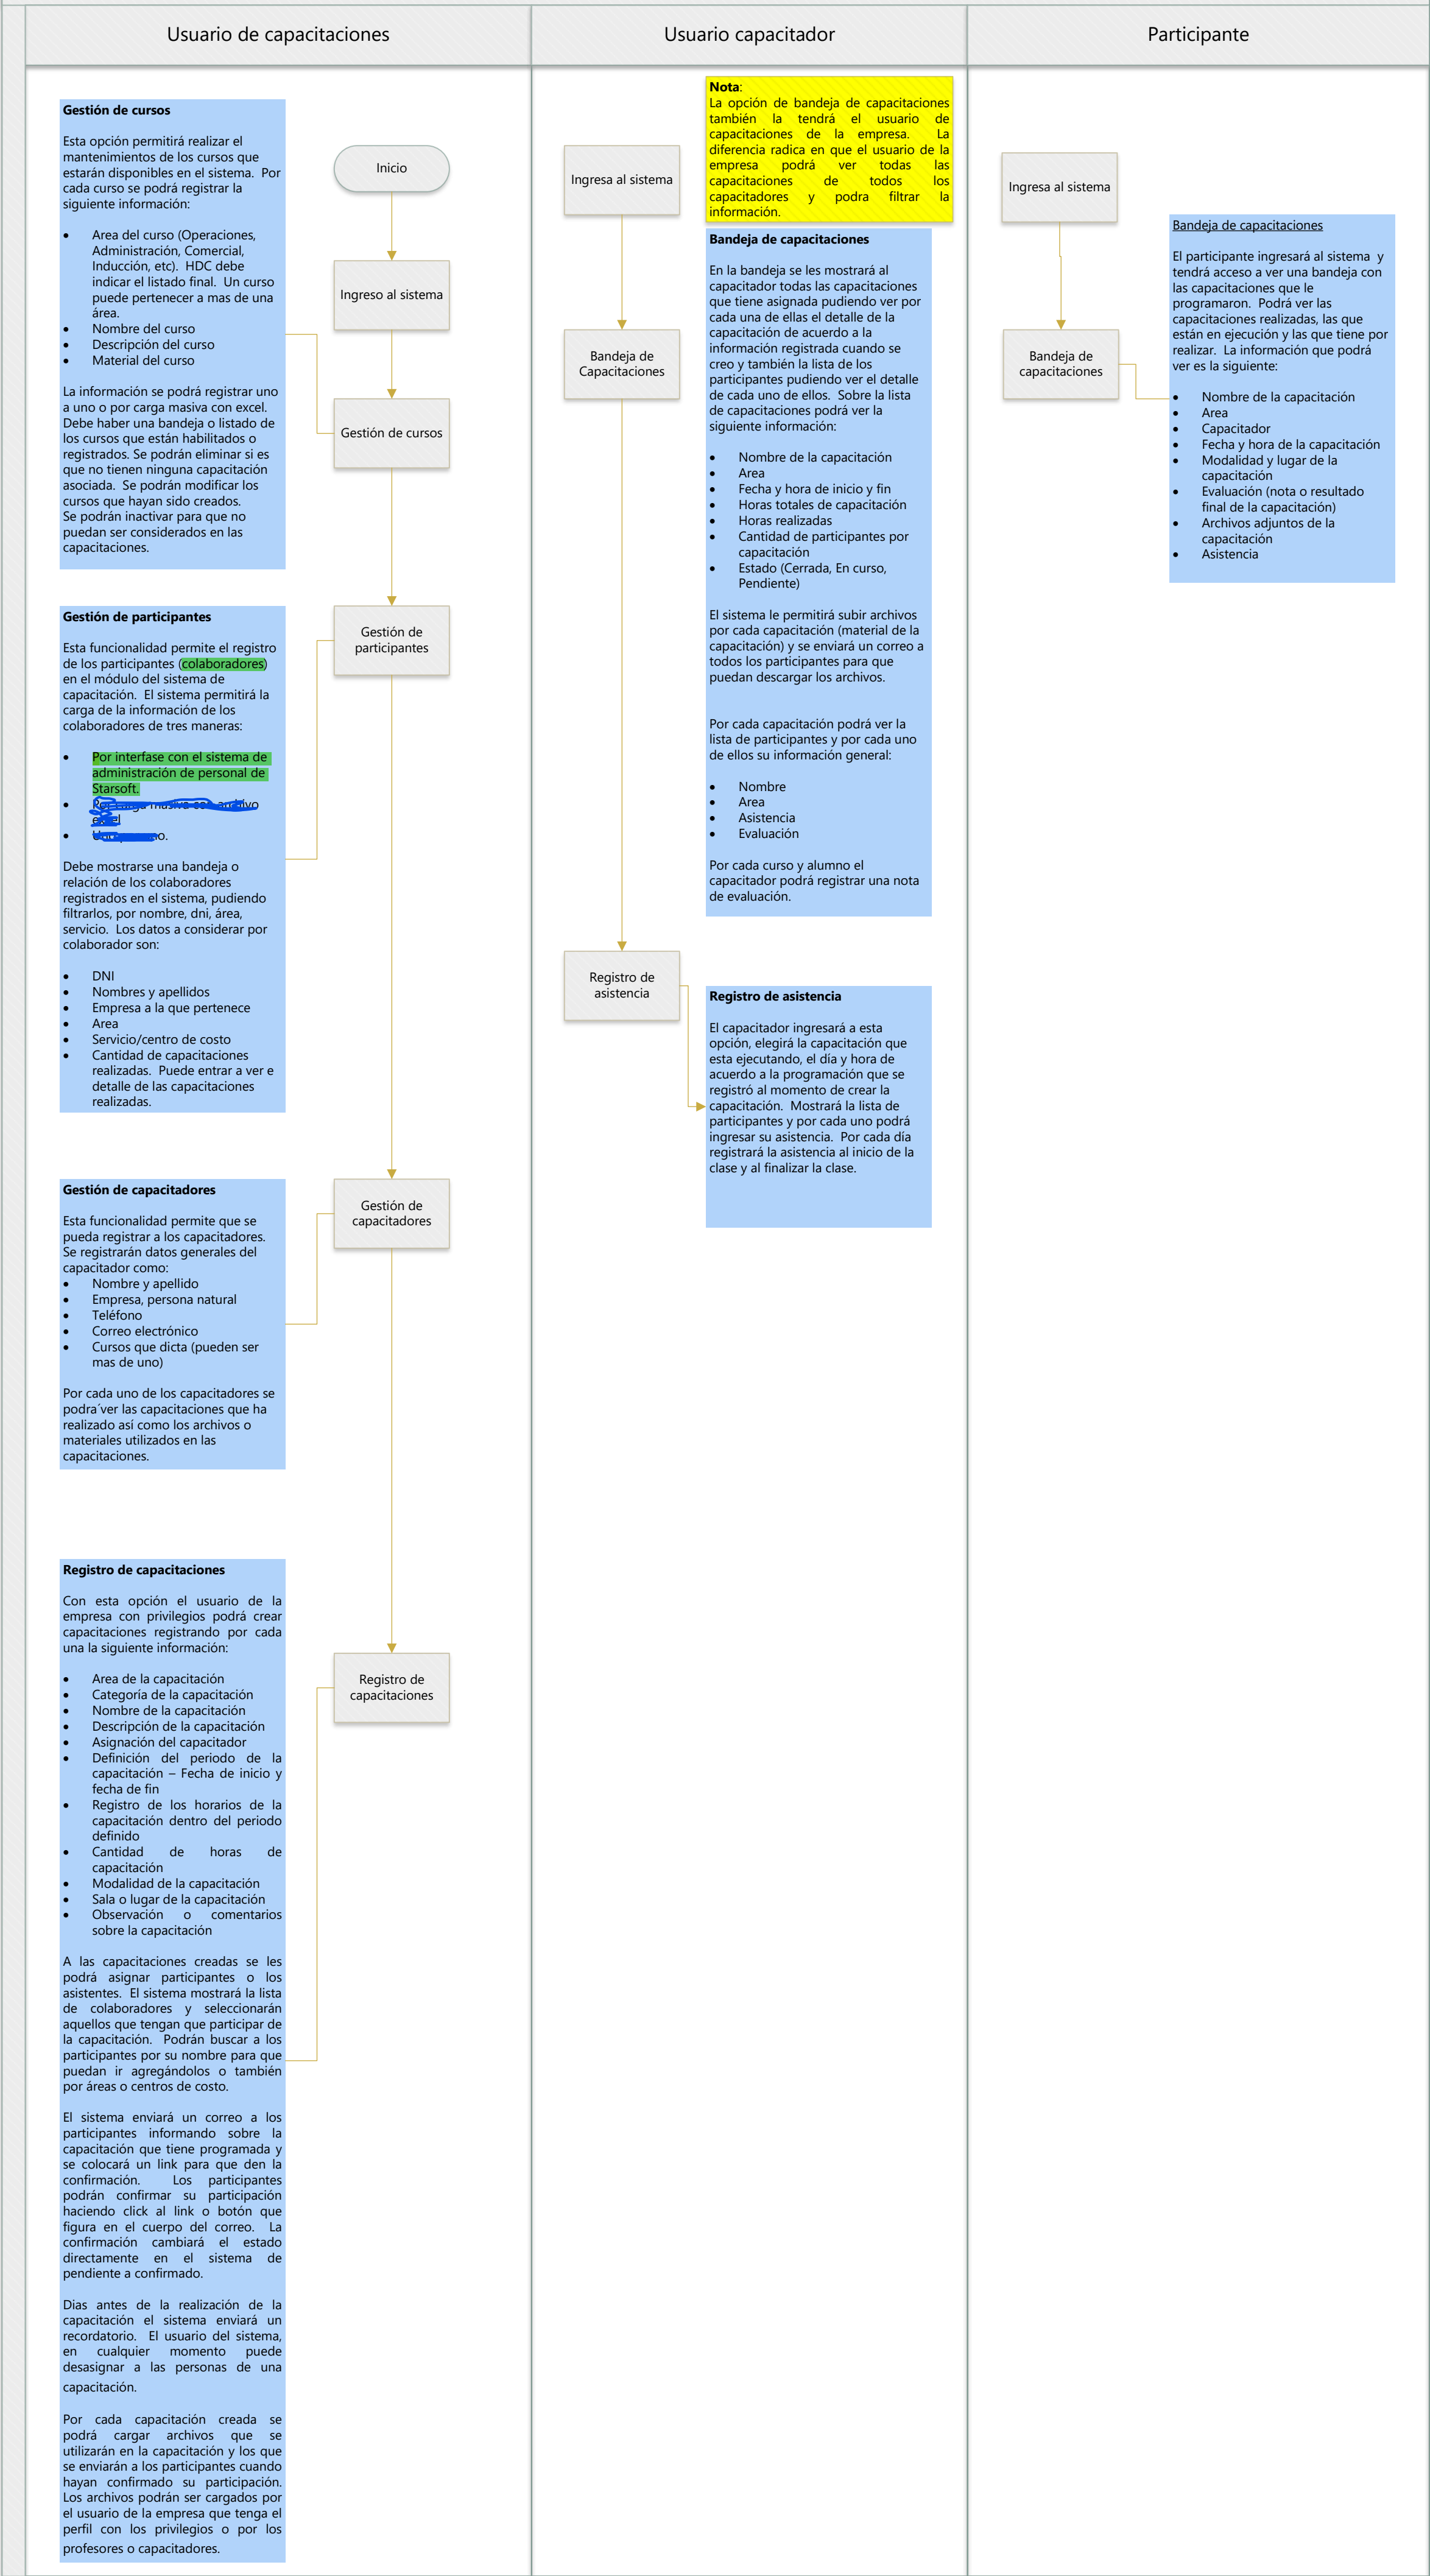 Usuario de capacitaciones
Usuario capacitador
Participante
Gestión de cursos
Esta opción permitirá realizar el
mantenimientos de los cursos que
estarán disponibles en el sistema.  Por
cada curso se podrá registrar la
siguiente información:
• Area del curso (Operaciones,
Administración, Comercial,
Inducción, etc).  HDC debe
indicar el listado final.  Un curso
puede pertenecer a mas de una
área.
• Nombre del curso
• Descripción del curso
• Material del curso
La información se podrá registrar uno
a uno o por carga masiva con excel.
Debe haber una bandeja o listado de
los cursos que están habilitados o
registrados. Se podrán eliminar si es
que no tienen ninguna capacitación
asociada.  Se podrán modificar los
cursos que hayan sido creados.
Se podrán inactivar para que no
puedan ser considerados en las
capacitaciones.
Inicio
Ingreso al sistema
Gestión de cursos
Gestión de participantes
Esta funcionalidad permite el registro
de los participantes (colaboradores)
en el módulo del sistema de
capacitación.  El sistema permitirá la
carga de la información de los
colaboradores de tres maneras:
• Por interfase con el sistema de
administración de personal de
Starsoft.
• Por carga masiva con archivo
excel
•
Debe mostrarse una bandeja o
relación de los colaboradores
registrados en el sistema, pudiendo
filtrarlos, por nombre, dni, área,
servicio.  Los datos a considerar por
colaborador son:
• DNI
• Nombres y apellidos
• Empresa a la que pertenece
• Area
• Servicio/centro de costo
• Cantidad de capacitaciones
realizadas.  Puede entrar a ver e
detalle de las capacitaciones
realizadas.
Gestión de
participantes
Gestión de capacitadores
Esta funcionalidad permite que se
pueda registrar a los capacitadores.
Se registrarán datos generales del
capacitador como:
• Nombre y apellido
• Empresa, persona natural
• Teléfono
• Correo electrónico
• Cursos que dicta (pueden ser
mas de uno)
Por cada uno de los capacitadores se
podra´ver las capacitaciones que ha
realizado así como los archivos o
materiales utilizados en las
capacitaciones.
Gestión de
capacitadores
Registro de capacitaciones
Con esta opción el usuario de la
empresa con privilegios podrá crear
capacitaciones registrando por cada
una la siguiente información:
• Area de la capacitación
• Categoría de la capacitación
• Nombre de la capacitación
• Descripción de la capacitación
• Asignación del capacitador
• Definición del periodo de la
capacitación – Fecha de inicio y
fecha de fin
• Registro de los horarios de la
capacitación dentro del periodo
definido
• Cantidad de horas de
capacitación
• Modalidad de la capacitación
• Sala o lugar de la capacitación
• Observación o comentarios
sobre la capacitación
A las capacitaciones creadas se les
podrá asignar participantes o los
asistentes.  El sistema mostrará la lista
de colaboradores y seleccionarán
aquellos que tengan que participar de
la capacitación.  Podrán buscar a los
participantes por su nombre para que
puedan ir agregándolos o también
por áreas o centros de costo.
El sistema enviará un correo a los
participantes informando sobre la
capacitación que tiene programada y
se colocará un link para que den la
confirmación.  Los participantes
podrán confirmar su participación
haciendo click al link o botón que
figura en el cuerpo del correo.  La
confirmación cambiará el estado
directamente en el sistema de
pendiente a confirmado.
Dias antes de la realización de la
capacitación el sistema enviará un
recordatorio.  El usuario del sistema,
en cualquier momento puede
desasignar a las personas de una
capacitación.
Por cada capacitación creada se
podrá cargar archivos que se
utilizarán en la capacitación y los que
se enviarán a los participantes cuando
hayan confirmado su participación.
Los archivos podrán ser cargados por
el usuario de la empresa que tenga el
perfil con los privilegios o por los
profesores o capacitadores.
Registro de
capacitaciones
Ingresa al sistema
Bandeja de
Capacitaciones
Nota:
La opción de bandeja de capacitaciones
también la tendrá el usuario de
capacitaciones de la empresa.  La
diferencia radica en que el usuario de la
empresa podrá ver todas las
capacitaciones de todos los
capacitadores y podra filtrar la
información.
Bandeja de capacitaciones
En la bandeja se les mostrará al
capacitador todas las capacitaciones
que tiene asignada pudiendo ver por
cada una de ellas el detalle de la
capacitación de acuerdo a la
información registrada cuando se
creo y también la lista de los
participantes pudiendo ver el detalle
de cada uno de ellos.  Sobre la lista
de capacitaciones podrá ver la
siguiente información:
• Nombre de la capacitación
• Area
• Fecha y hora de inicio y fin
• Horas totales de capacitación
• Horas realizadas
• Cantidad de participantes por
capacitación
• Estado (Cerrada, En curso,
Pendiente)
El sistema le permitirá subir archivos
por cada capacitación (material de la
capacitación) y se enviará un correo a
todos los participantes para que
puedan descargar los archivos.
Por cada capacitación podrá ver la
lista de participantes y por cada uno
de ellos su información general:
• Nombre
• Area
• Asistencia
• Evaluación
Por cada curso y alumno el
capacitador podrá registrar una nota
de evaluación.
Registro de
asistencia
Registro de asistencia
El capacitador ingresará a esta
opción, elegirá la capacitación que
esta ejecutando, el día y hora de
acuerdo a la programación que se
registró al momento de crear la
capacitación.  Mostrará la lista de
participantes y por cada uno podrá
ingresar su asistencia.  Por cada día
registrará la asistencia al inicio de la
clase y al finalizar la clase.
Ingresa al sistema
Bandeja de
capacitaciones
Bandeja de capacitaciones
El participante ingresará al sistema  y
tendrá acceso a ver una bandeja con
las capacitaciones que le
programaron.  Podrá ver las
capacitaciones realizadas, las que
están en ejecución y las que tiene por
realizar.  La información que podrá
ver es la siguiente:
• Nombre de la capacitación
• Area
• Capacitador
• Fecha y hora de la capacitación
• Modalidad y lugar de la
capacitación
• Evaluación (nota o resultado
final de la capacitación)
• Archivos adjuntos de la
capacitación
• Asistencia